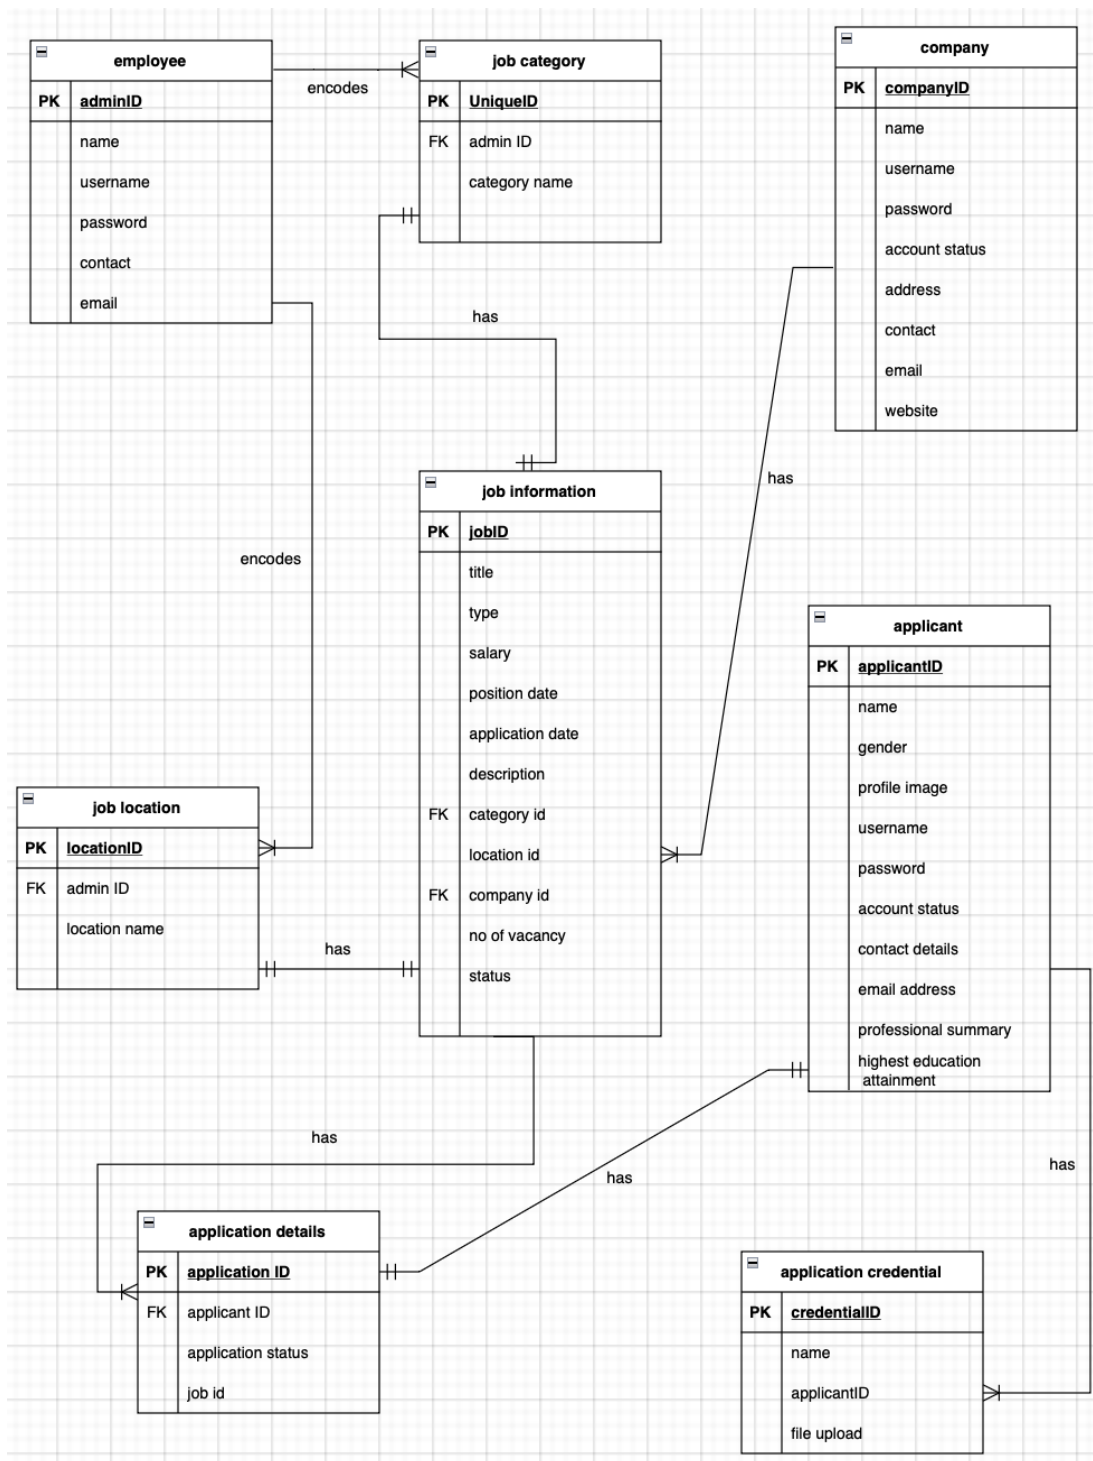 employee
PK adminID
name
username
password
contact
email
encodes
job category
PK UniqueID
FK admin ID
category name
company
PK companyID
name
username
password
account status
address
contact
email
website
has
has
encodes
job information
PK jobID
title
type
salary
position date
application date
description
FK category id
location id
FK company id
no of vacancy
status
applicant
PK applicantID
name
gender
profile image
username
password
account status
contact details
email address
professional summary
highest education
attainment
job location
PK locationID
FK admin ID
location name
has
has
has
has
application details
PK application ID
FK applicant ID
application status
job id
application credential
PK credentialID
name
applicantID
file upload